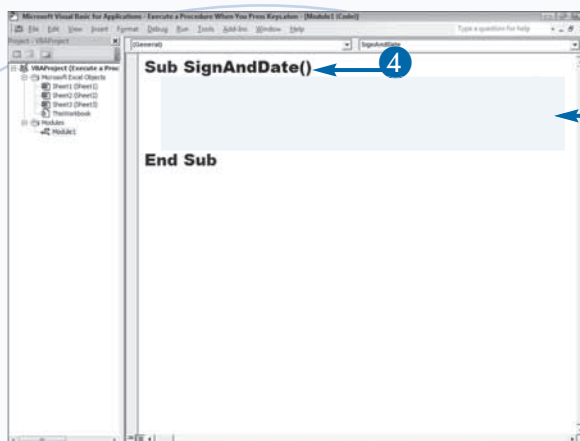 Microsoft Visual Basic for Applications - Execute a Procedure When You Press Keys.xlsm - [Module1 (Code)]
File Edit View Insert Format Debug Run Tools Add-Ins Window Help
Type a question for help
Project - VBAProject
(General)
SignAndDate
VBAProject (Execute a Proc
Microsoft Excel Objects
Sheet1 (Sheet1)
Sheet2 (Sheet2)
Sheet3 (Sheet3)
ThisWorkbook
Modules
Module1
Sub SignAndDate()
4
End Sub